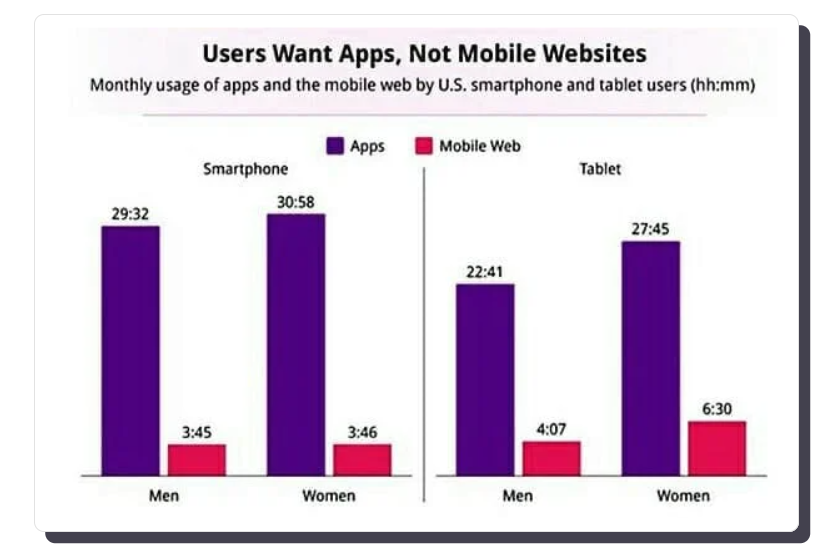 Users Want Apps, Not Mobile Websites
Monthly usage of apps and the mobile web by U.S. smartphone and tablet users (hh:mm)
Apps
Mobile Web
Smartphone
Tablet
29:32
3:45
30:58
3:46
22:41
4:07
27:45
6:30
Men
Women
Men
Women